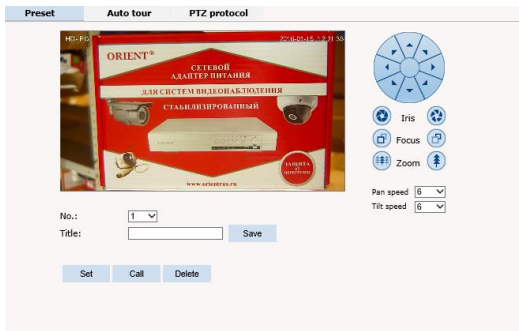 Preset Auto tour PTZ protocol
ORIENT®
СЕТЕВОЙ
АДАПТЕР ПИТАНИЯ
ДЛЯ СИСТЕМ ВИДЕОНАБЛЮДЕНИЯ
СТАБИЛИЗИРОВАННЫЙ
ЗАЩИТА
www.orientrus.ru
Iris
Focus
Zoom
Pan speed 6
Tilt speed 6
No.: 1
Title: Save
Set Call Delete